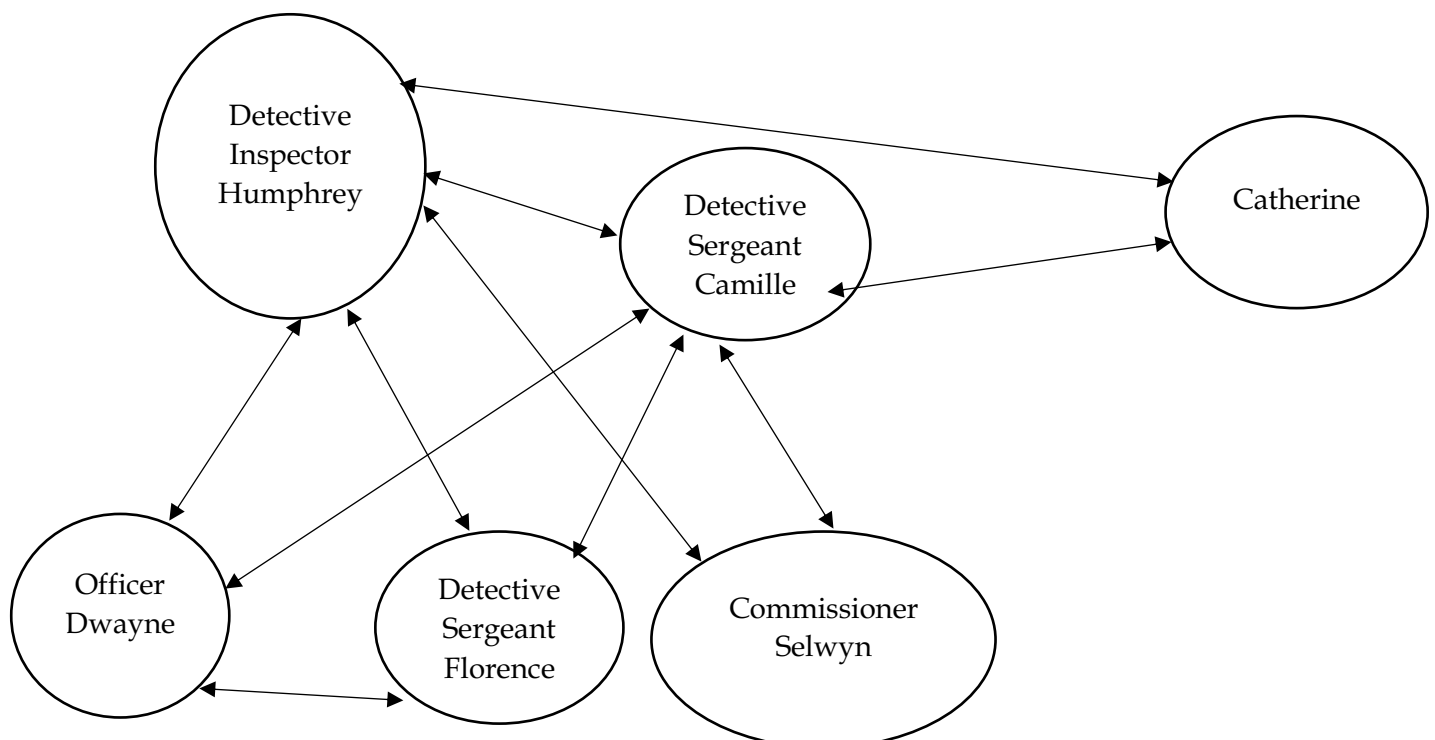 Detective
Inspector
Humphrey
Detective
Sergeant
Camille
Catherine
Officer
Dwayne
Detective
Sergeant
Florence
Commissioner
Selwyn